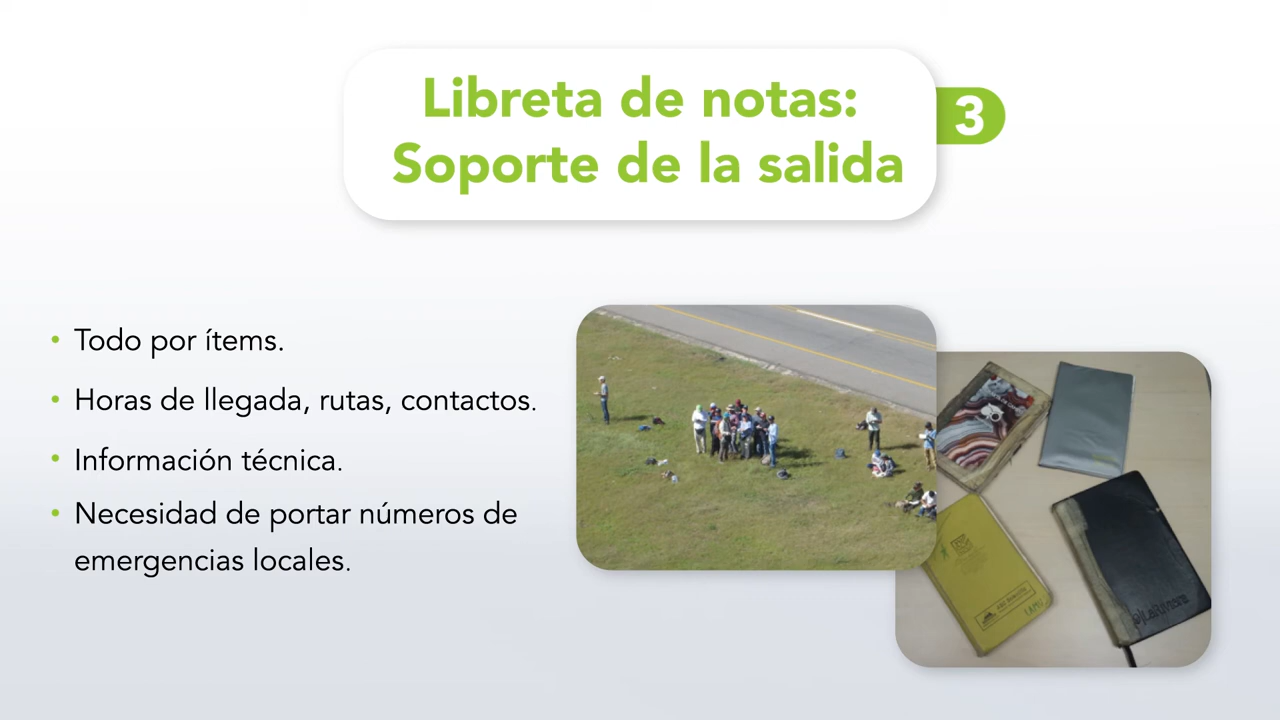 Libreta de notas:
Soporte de la salida
3
• Todo por ítems.
• Horas de llegada, rutas, contactos.
• Información técnica.
• Necesidad de portar números de
emergencias locales.